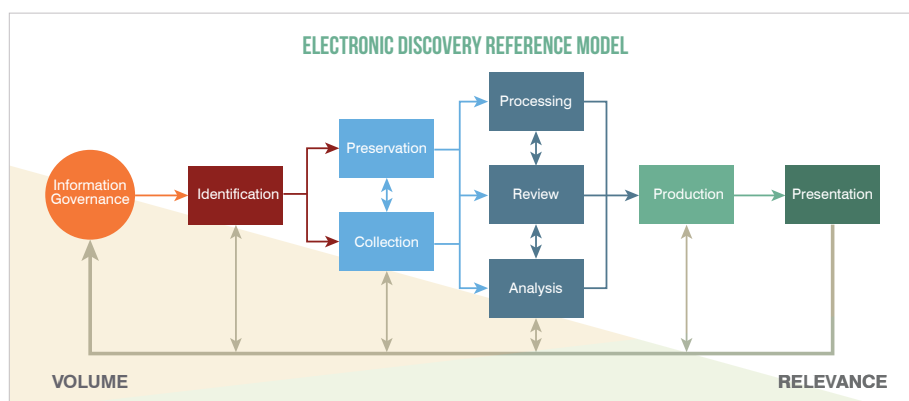 ELECTRONIC DISCOVERY REFERENCE MODEL
Information
Governance
Identification
Preservation
Collection
Processing
Review
Analysis
Production
Presentation
VOLUME
RELEVANCE